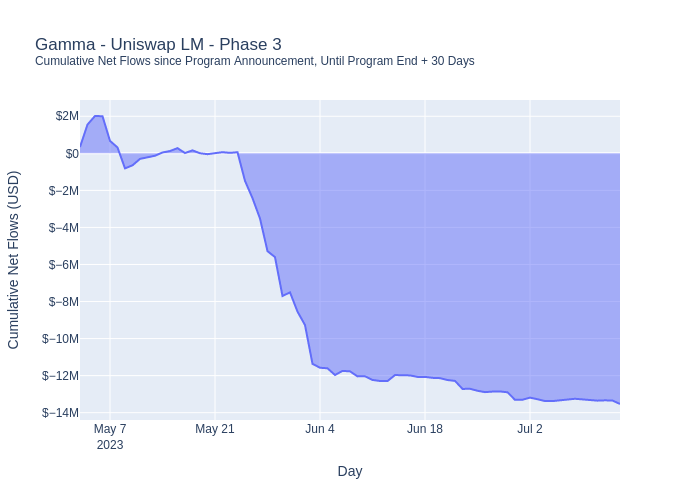 Gamma - Uniswap LM - Phase 3
Cumulative Net Flows since Program Announcement, Until Program End + 30 Days
Cumulative Net Flows (USD)
$2M
$0
$−2M
$−4M
$−6M
$−8M
$−10M
$−12M
$−14M
May 7
2023
May 21
Jun 4
Jun 18
Jul 2
Day